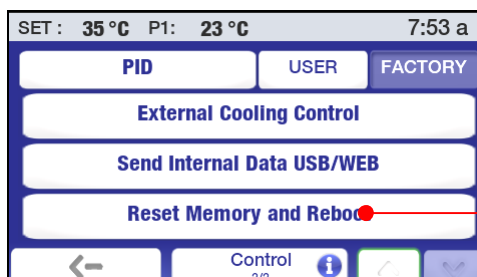 SET : 35 °C P1: 23 °C 7:53 a
PID USER FACTORY
External Cooling Control
Send Internal Data USB/WEB
Reset Memory and Reboo
Control